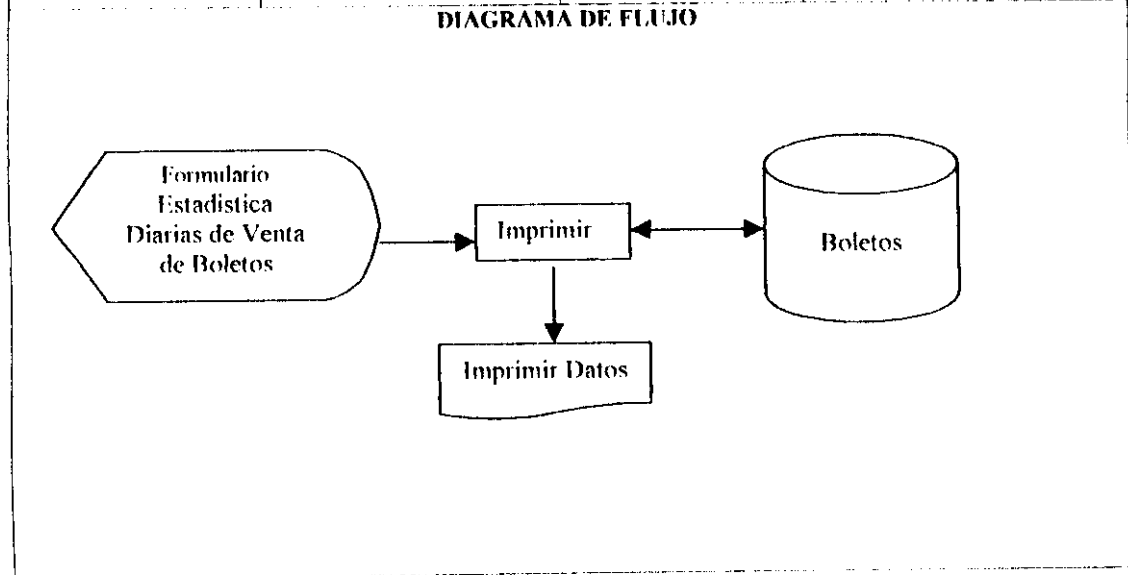 DIAGRAMA DE FLUJO
Formulario
Estadistica
Diarias de Venta
de Boletos
Imprimir
Boletos
Imprimir Datos